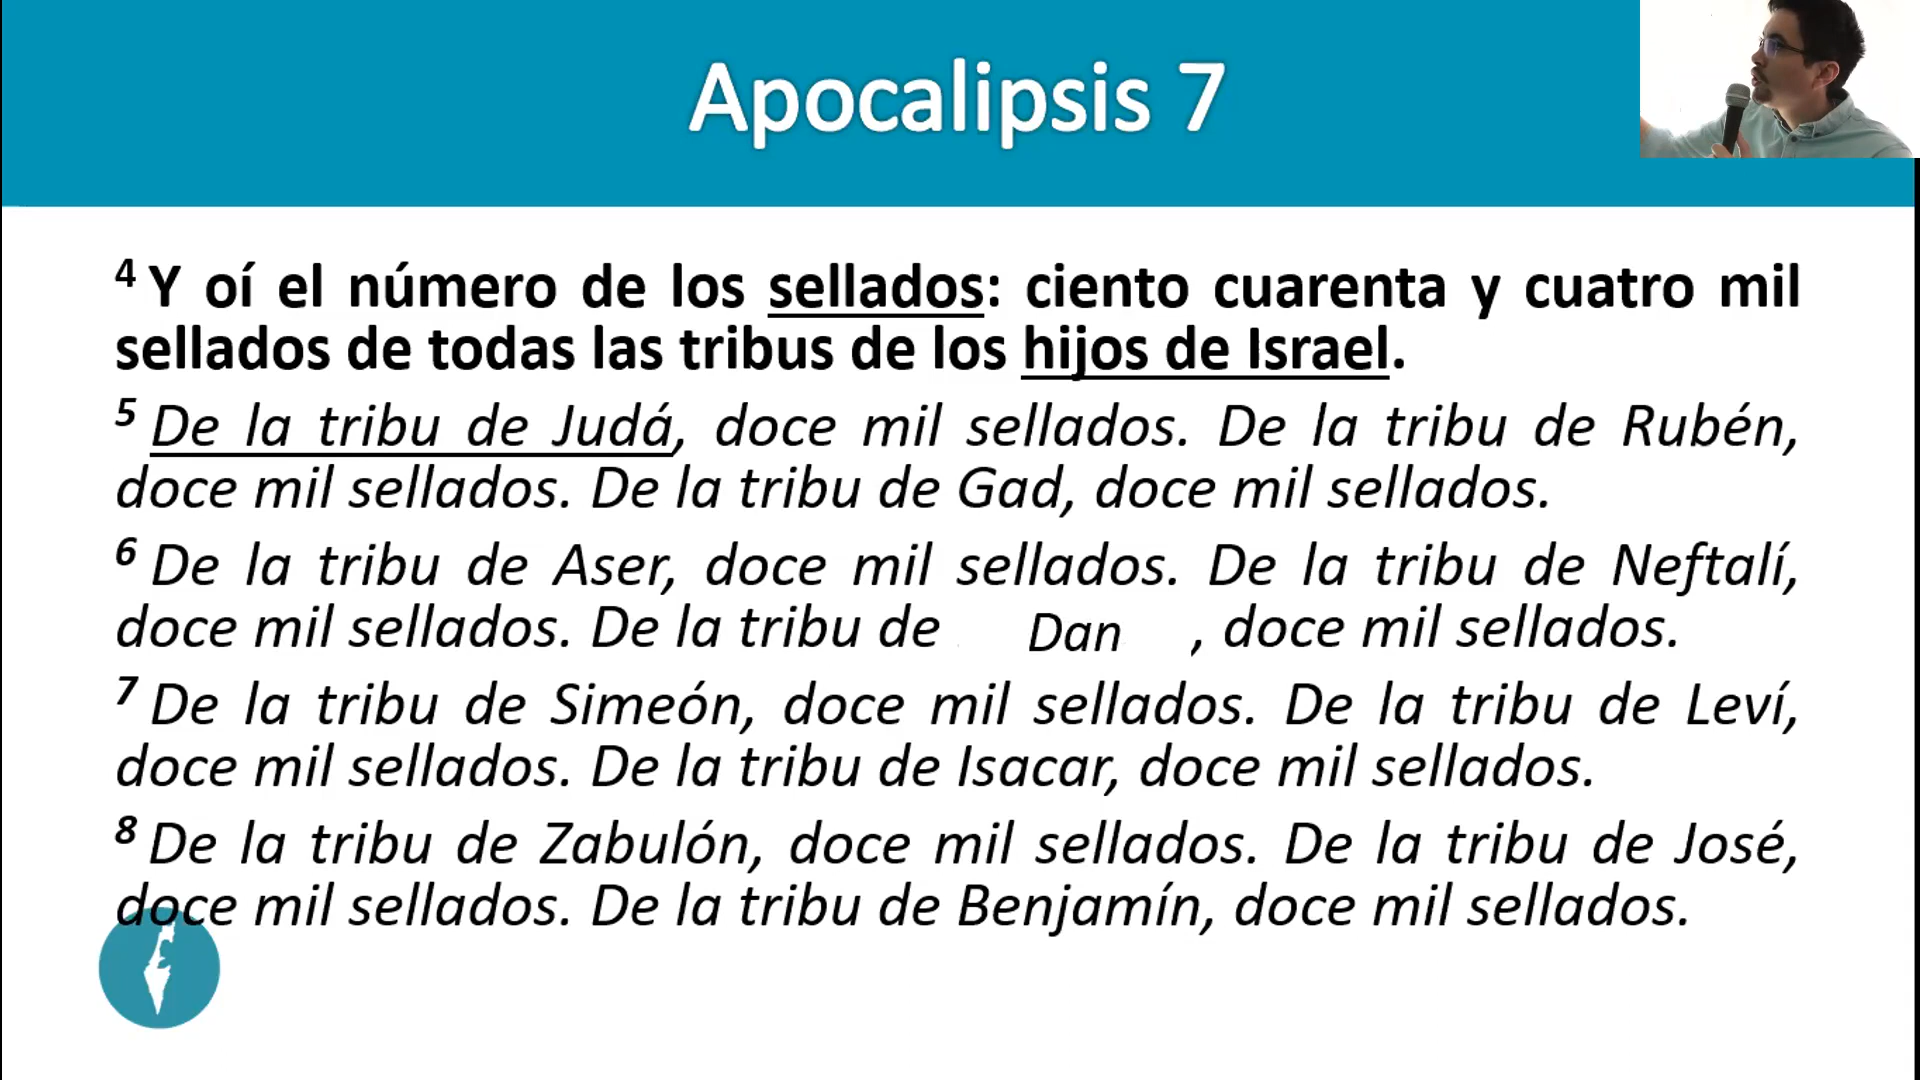 Apocalipsis 7
4 Y oí el número de los sellados: ciento cuarenta y cuatro mil
sellados de todas las tribus de los hijos de Israel.
5 De la tribu de Judá, doce mil sellados. De la tribu de Rubén,
doce mil sellados. De la tribu de Gad, doce mil sellados.
6 De la tribu de Aser, doce mil sellados. De la tribu de Neftalí,
doce mil sellados. De la tribu de Dan , doce mil sellados.
7 De la tribu de Simeón, doce mil sellados. De la tribu de Leví,
doce mil sellados. De la tribu de Isacar, doce mil sellados.
8 De la tribu de Zabulón, doce mil sellados. De la tribu de José,
doce mil sellados. De la tribu de Benjamín, doce mil sellados.